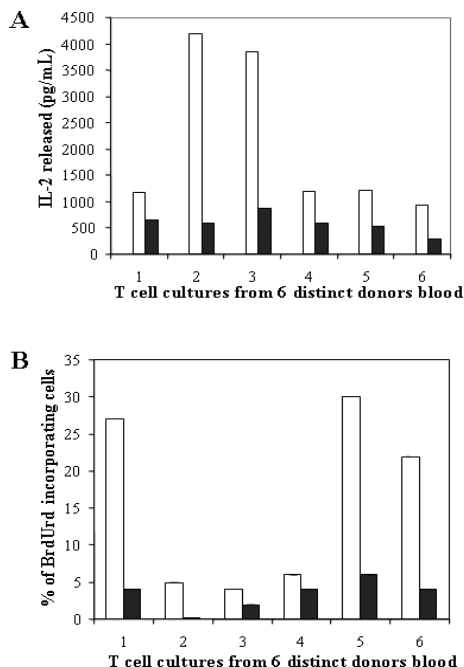 A
IL-2 released (pg/mL)
4500
4000
3500
3000
2500
2000
1500
1000
500
0
1 2 3 4 5 6
T cell cultures from 6 distinct donors blood
B
% of BrdUrd incorporating cells
35
30
25
20
15
10
5
0
1 2 3 4 5 6
T cell cultures from 6 distinct donors blood